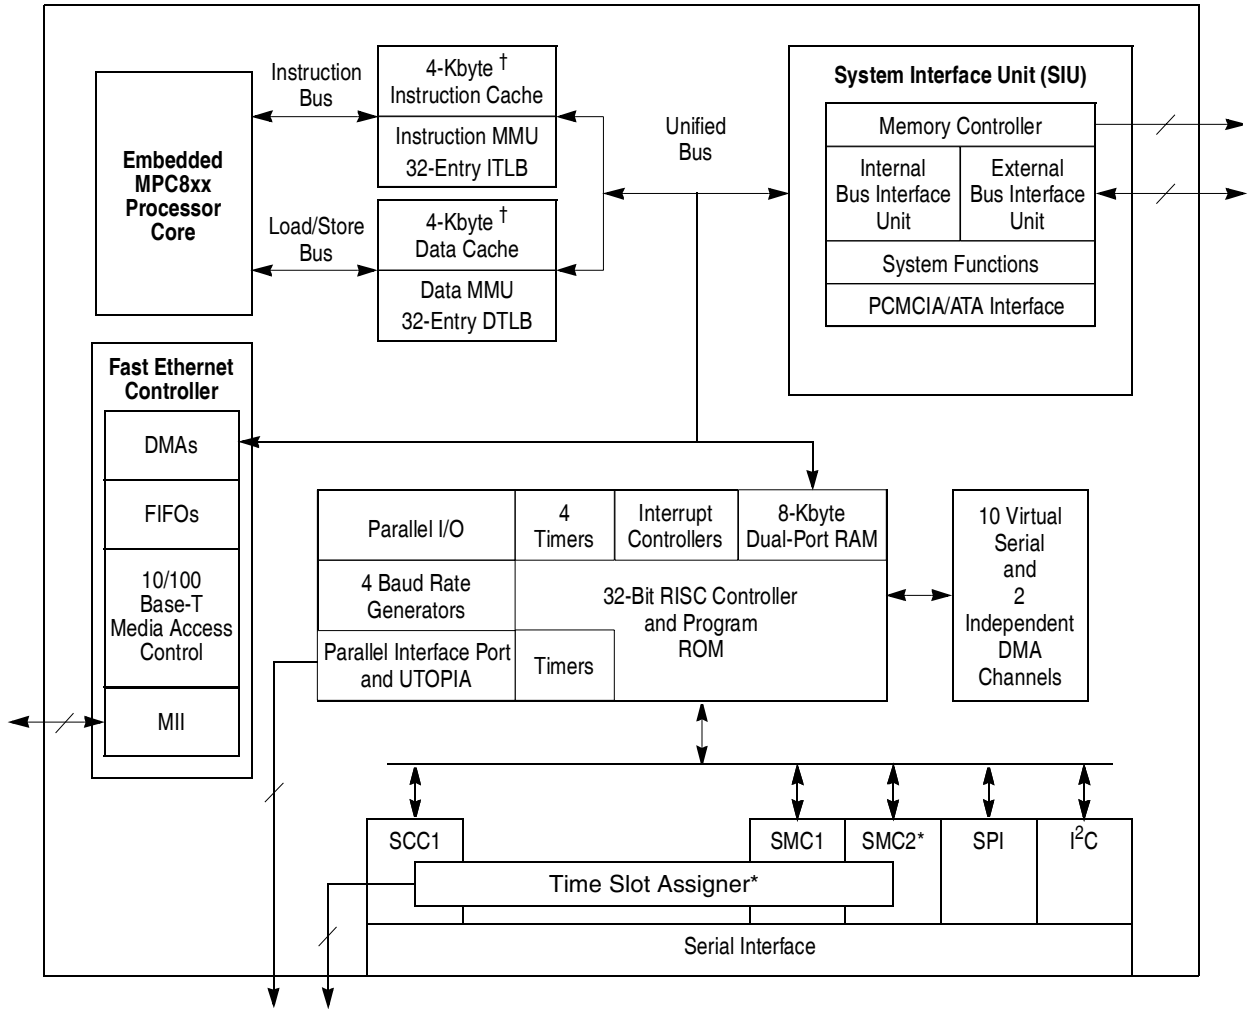 Instruction
Bus
4-Kbyte †
Instruction Cache
Instruction MMU
32-Entry ITLB
Embedded
MPC8xx
Processor
Core
Load/Store
Bus
4-Kbyte †
Data Cache
Data MMU
32-Entry DTLB
Unified
Bus
System Interface Unit (SIU)
Memory Controller
Internal
Bus Interface
Unit
External
Bus Interface
Unit
System Functions
PCMCIA/ATA Interface
Fast Ethernet
Controller
DMAs
FIFOs
10/100
Base-T
Media Access
Control
MII
Parallel I/O
4
Timers
Interrupt
Controllers
8-Kbyte
Dual-Port RAM
4 Baud Rate
Generators
32-Bit RISC Controller
and Program
ROM
Parallel Interface Port
and UTOPIA
Timers
10 Virtual
Serial
and
2
Independent
DMA
Channels
SCC1
SMC1
SMC2*
SPI
I²C
Time Slot Assigner*
Serial Interface